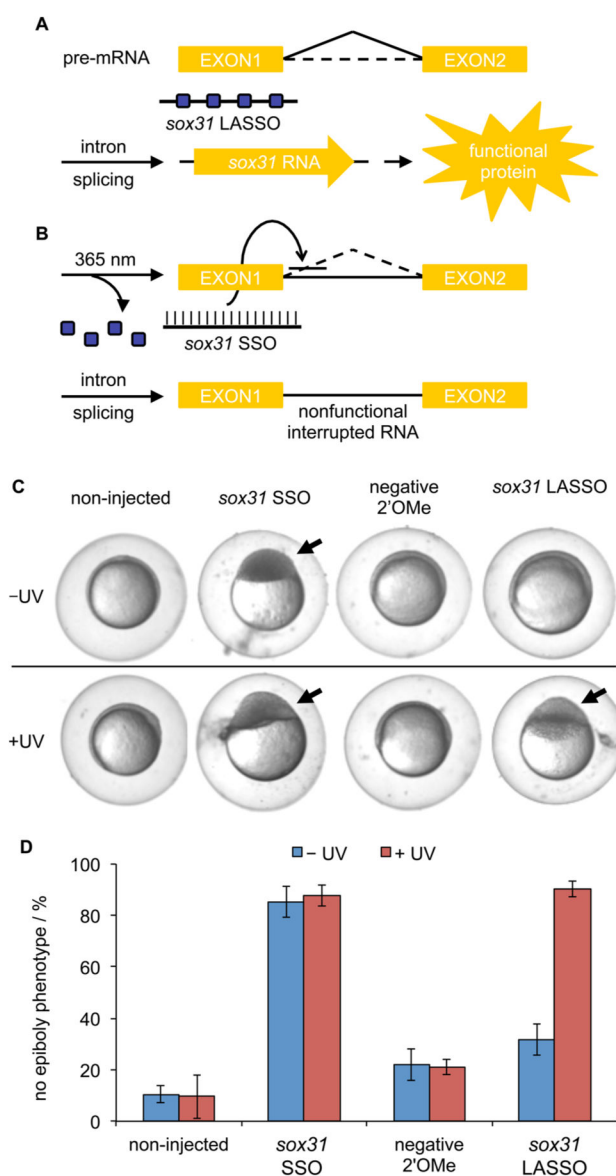 A
pre-mRNA
EXON1
EXON2
sox31 LASSO
intron
splicing
sox31 RNA
functional
protein
B
365 nm
EXON1
EXON2
sox31 SSO
intron
splicing
EXON1
EXON2
nonfunctional
interrupted RNA
C
non-injected
sox31 SSO
negative
2'OMe
sox31 LASSO
−UV
+UV
D
− UV
+ UV
100
80
60
40
20
0
no epiboly phenotype / %
non-injected
sox31
SSO
negative
2'OMe
sox31
LASSO